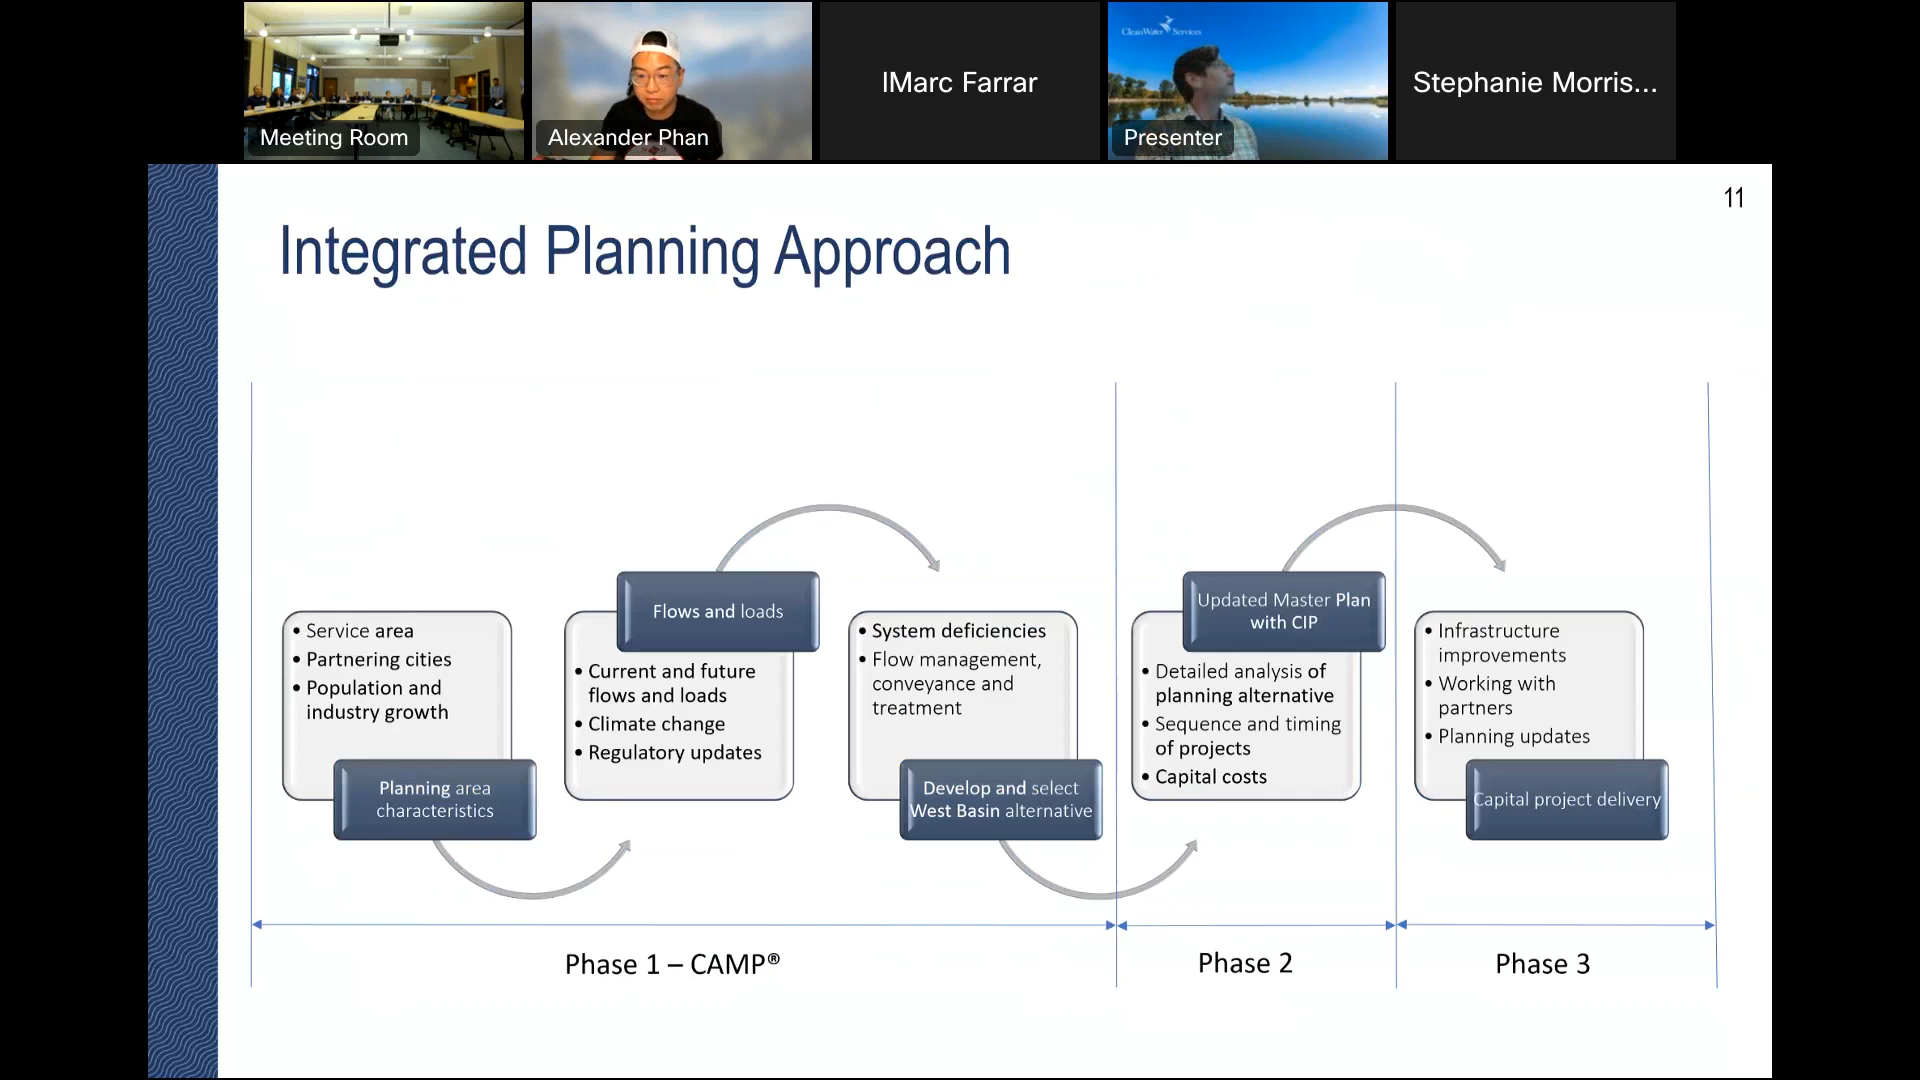 CleanWater Services
Meeting Room
Alexander Phan
IMarc Farrar
Presenter
Stephanie Morris...
11
Integrated Planning Approach
• Service area
• Partnering cities
• Population and
industry growth
Planning area
characteristics
Flows and loads
• Current and future
flows and loads
• Climate change
• Regulatory updates
• System deficiencies
• Flow management,
conveyance and
treatment
Develop and select
West Basin alternative
Updated Master Plan
with CIP
• Detailed analysis of
planning alternative
• Sequence and timing
of projects
• Capital costs
• Infrastructure
improvements
• Working with
partners
• Planning updates
Capital project delivery
Phase 1 – CAMP®
Phase 2
Phase 3